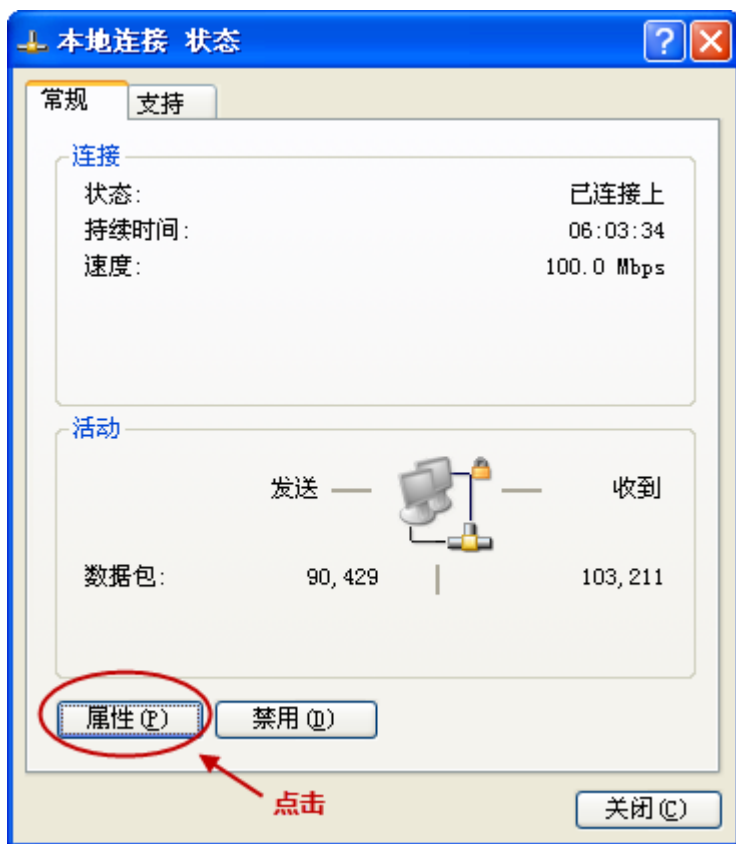 本地连接 状态
常规 支持
连接
状态: 已连接上
持续时间: 06:03:34
速度: 100.0 Mbps
活动
发送 收到
数据包: 90,429 103,211
属性(P) 禁用(D)
点击
关闭(C)